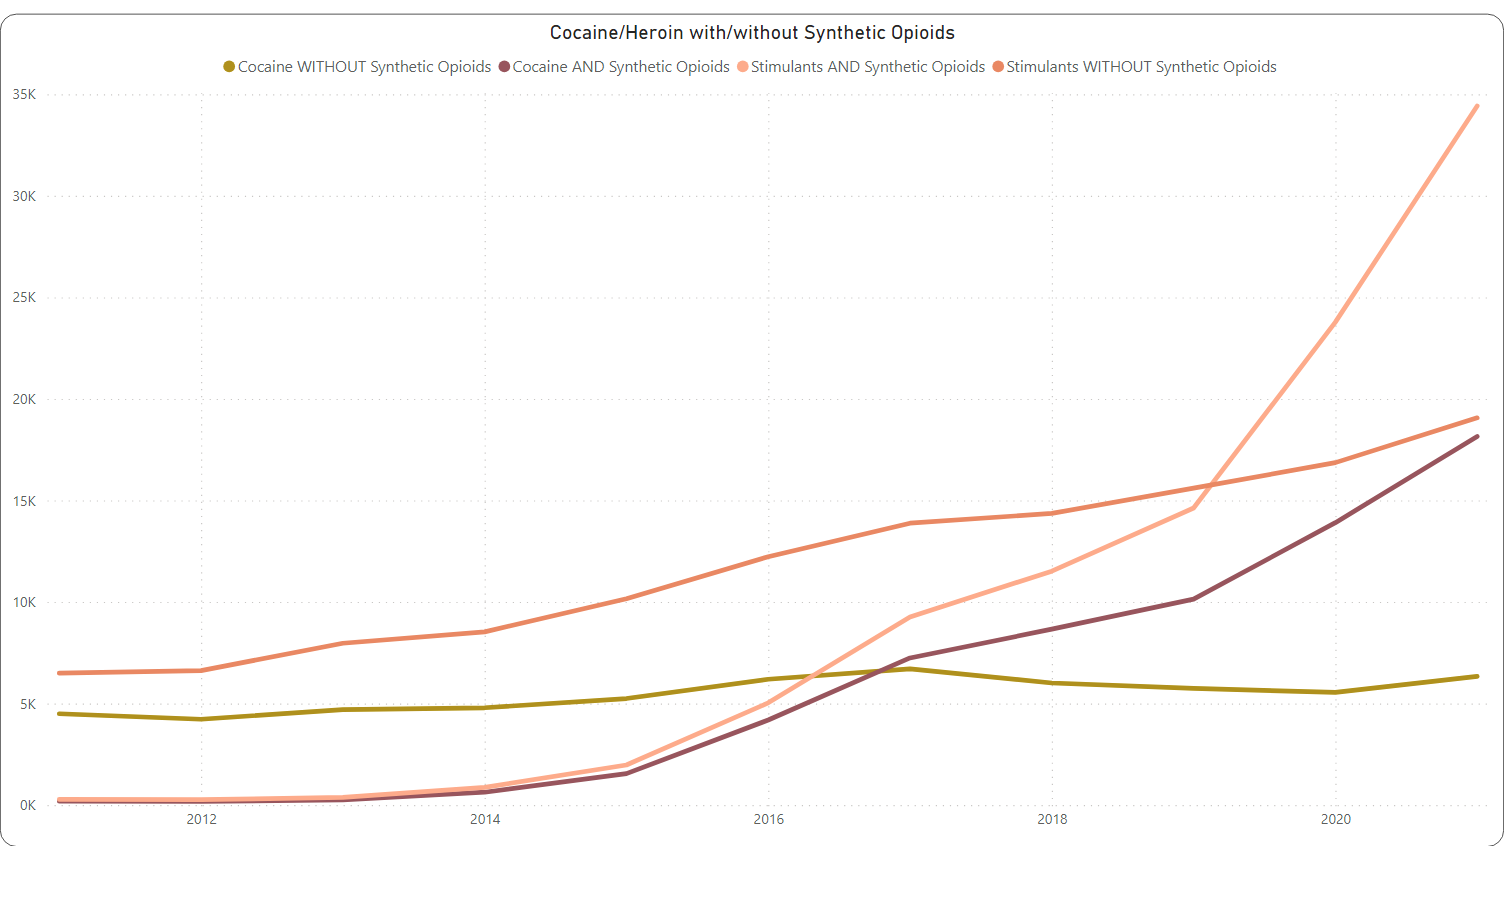 Cocaine/Heroin with/without Synthetic Opioids
Cocaine WITHOUT Synthetic Opioids Cocaine AND Synthetic Opioids Stimulants AND Synthetic Opioids Stimulants WITHOUT Synthetic Opioids
35K
30K
25K
20K
15K
10K
5K
0K
2012 2014 2016 2018 2020